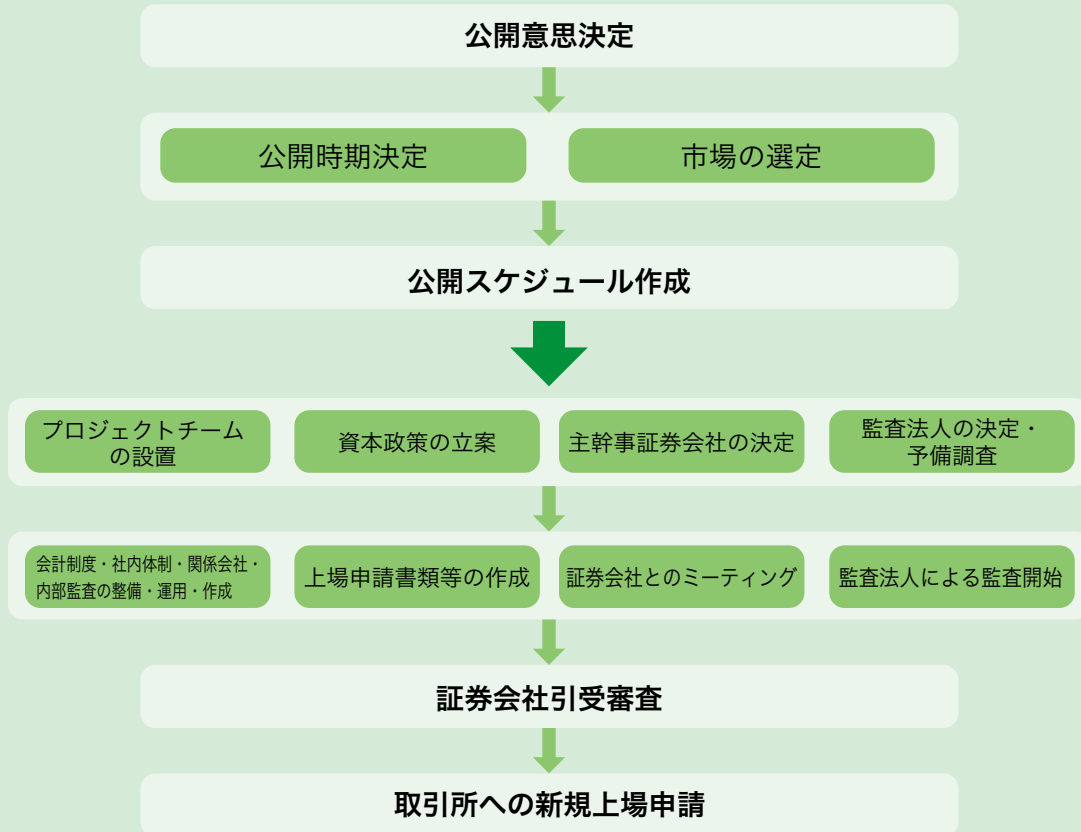 公開意思決定
公開時期決定
市場の選定
公開スケジュール作成
プロジェクトチーム
の設置
資本政策の立案
主幹事証券会社の決定
監査法人の決定・
予備調査
会計制度・社内体制・関係会社・
内部監査の整備・運用・作成
上場申請書類等の作成
証券会社とのミーティング
監査法人による監査開始
証券会社引受審査
取引所への新規上場申請